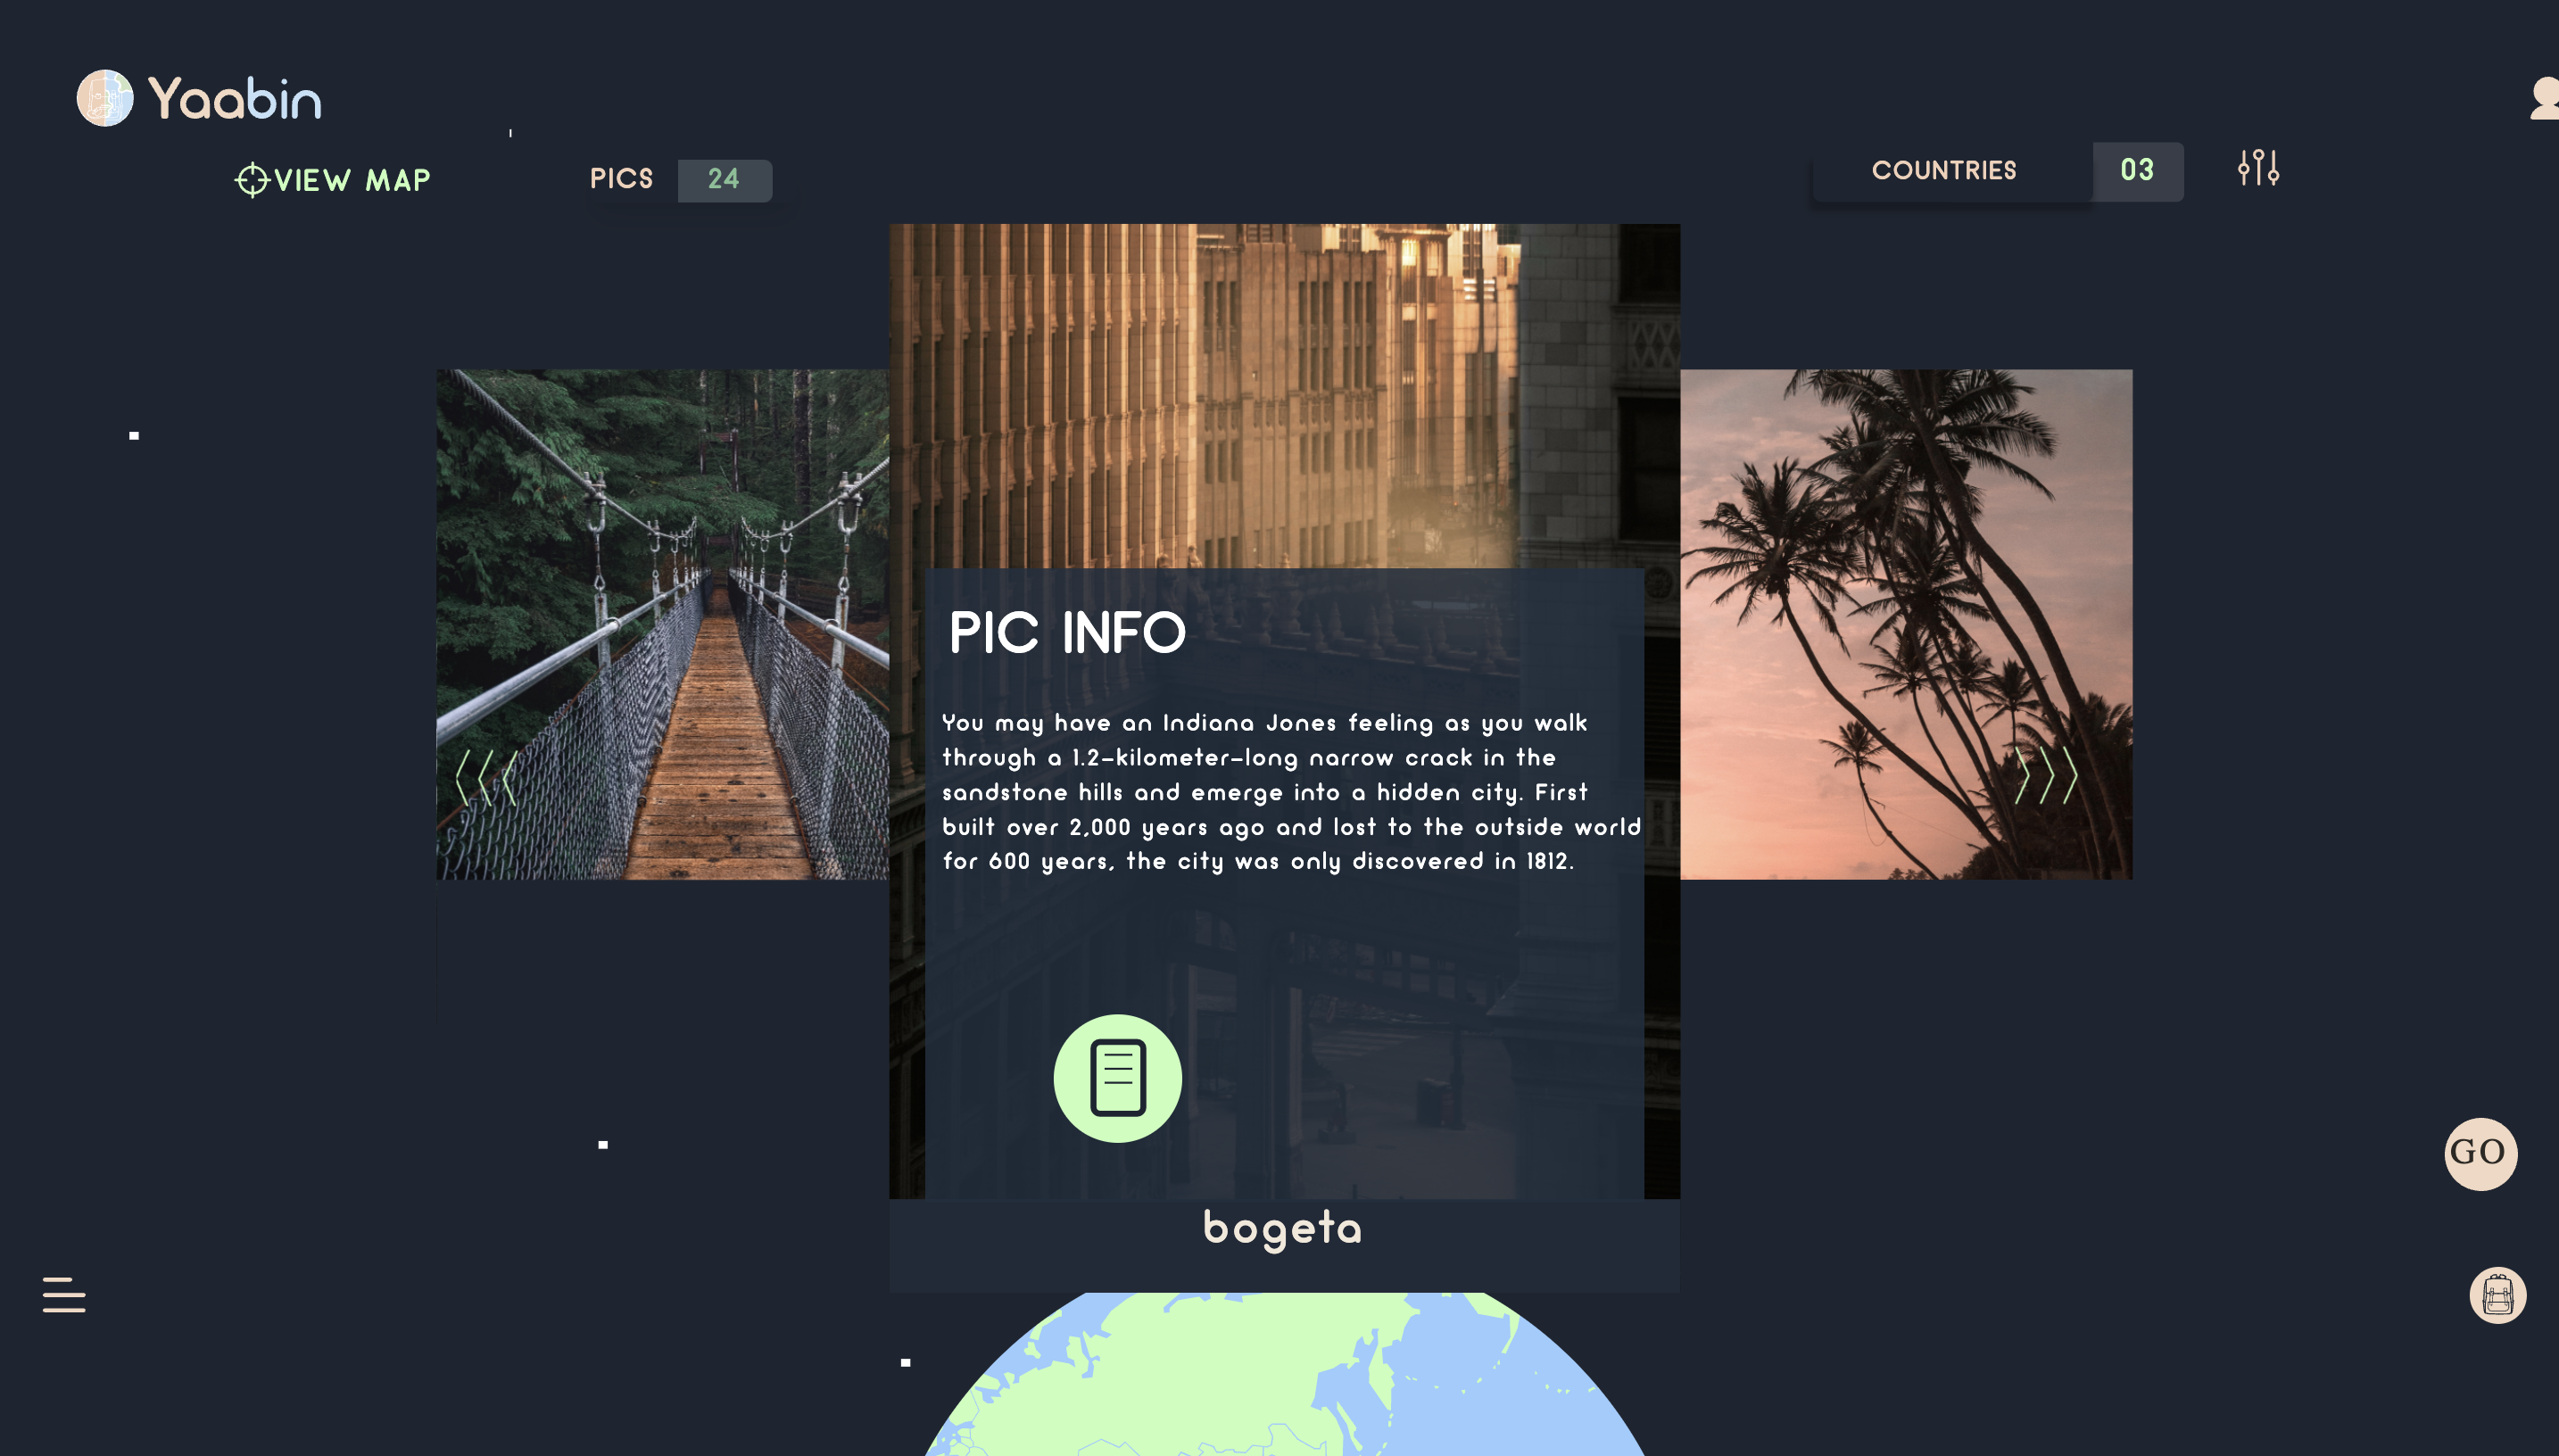 Yaabin
VIEW MAP
PICS 24
COUNTRIES 03
PIC INFO
You may have an Indiana Jones feeling as you walk
through a 1.2-kilometer-long narrow crack in the
sandstone hills and emerge into a hidden city. First
built over 2,000 years ago and lost to the outside world
for 600 years, the city was only discovered in 1812.
GO
bogeta